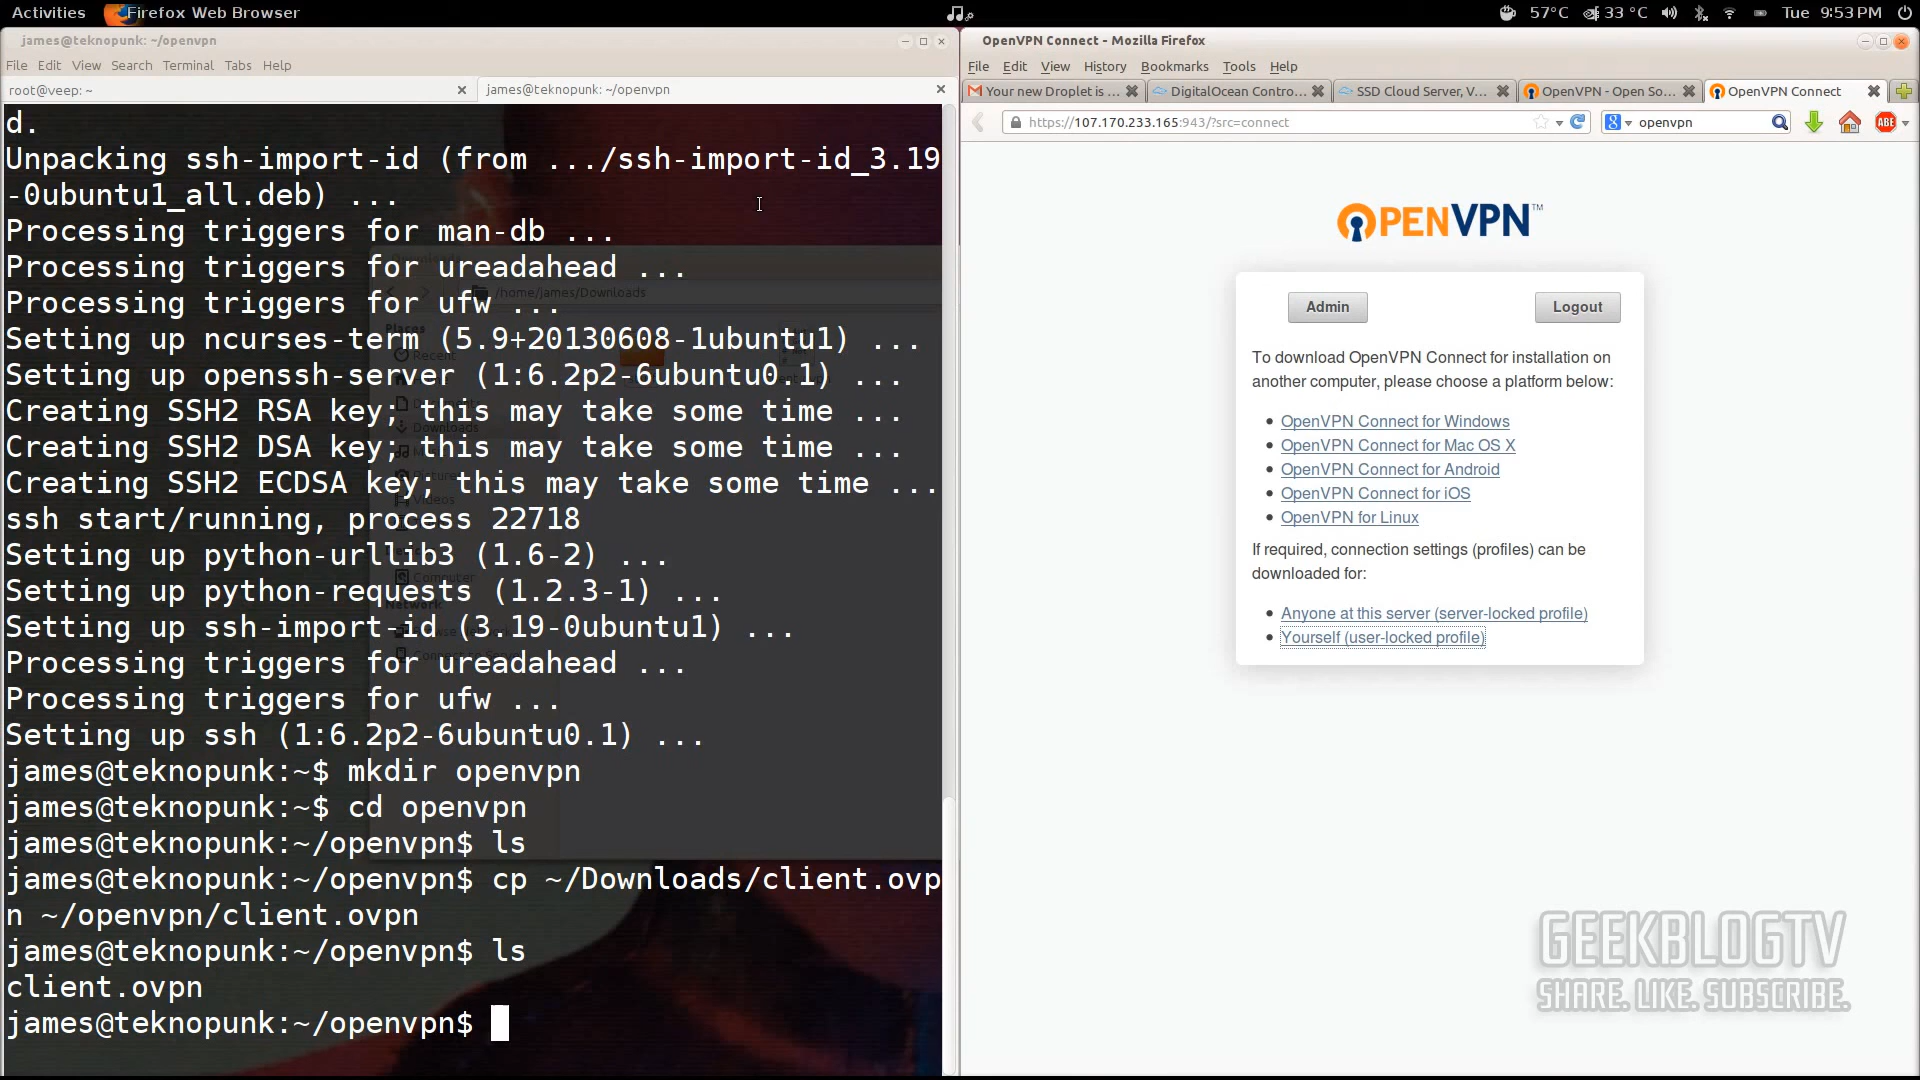 Activities Firefox Web Browser 57°C 33 °C Tue 9:53 PM
james@teknopunk: ~/openvpn
File Edit View Search Terminal Tabs Help
root@veep: ~
james@teknopunk: ~/openvpn
d.
Unpacking ssh-import-id (from .../ssh-import-id_3.19
-0ubuntu1_all.deb) ...
Processing triggers for man-db ...
Processing triggers for ureadahead ...
/home/james/Downloads
Processing triggers for ufw ...
Places
Setting up ncurses-term (5.9+20130608-1ubuntu1) ...
Recent
Setting up openssh-server (1:6.2p2-6ubuntu0.1) ...
Creating SSH2 RSA key; this may take some time ...
Downloads
Creating SSH2 DSA key; this may take some time ...
Creating SSH2 ECDSA key; this may take some time ...
Videos
ssh start/running, process 22718
Setting up python-urllib3 (1.6-2) ...
Computer
Setting up python-requests (1.2.3-1) ...
Network
Setting up ssh-import-id (3.19-0ubuntu1) ...
Processing triggers for ureadahead ...
Processing triggers for ufw ...
Setting up ssh (1:6.2p2-6ubuntu0.1) ...
james@teknopunk:~$ mkdir openvpn
james@teknopunk:~$ cd openvpn
james@teknopunk:~/openvpn$ ls
james@teknopunk:~/openvpn$ cp ~/Downloads/client.ovp
n ~/openvpn/client.ovpn
james@teknopunk:~/openvpn$ ls
client.ovpn
james@teknopunk:~/openvpn$
OpenVPN Connect - Mozilla Firefox
File Edit View History Bookmarks Tools Help
Your new Droplet is ... DigitalOcean Contro... SSD Cloud Server, V... OpenVPN - Open So... OpenVPN Connect
https://107.170.233.165:943/?src=connect openvpn ABE
OPENVPN™
Admin Logout
To download OpenVPN Connect for installation on
another computer, please choose a platform below:
OpenVPN Connect for Windows
OpenVPN Connect for Mac OS X
OpenVPN Connect for Android
OpenVPN Connect for iOS
OpenVPN for Linux
If required, connection settings (profiles) can be
downloaded for:
Anyone at this server (server-locked profile)
Yourself (user-locked profile)
GEEKBLOGTV
SHARE. LIKE. SUBSCRIBE.